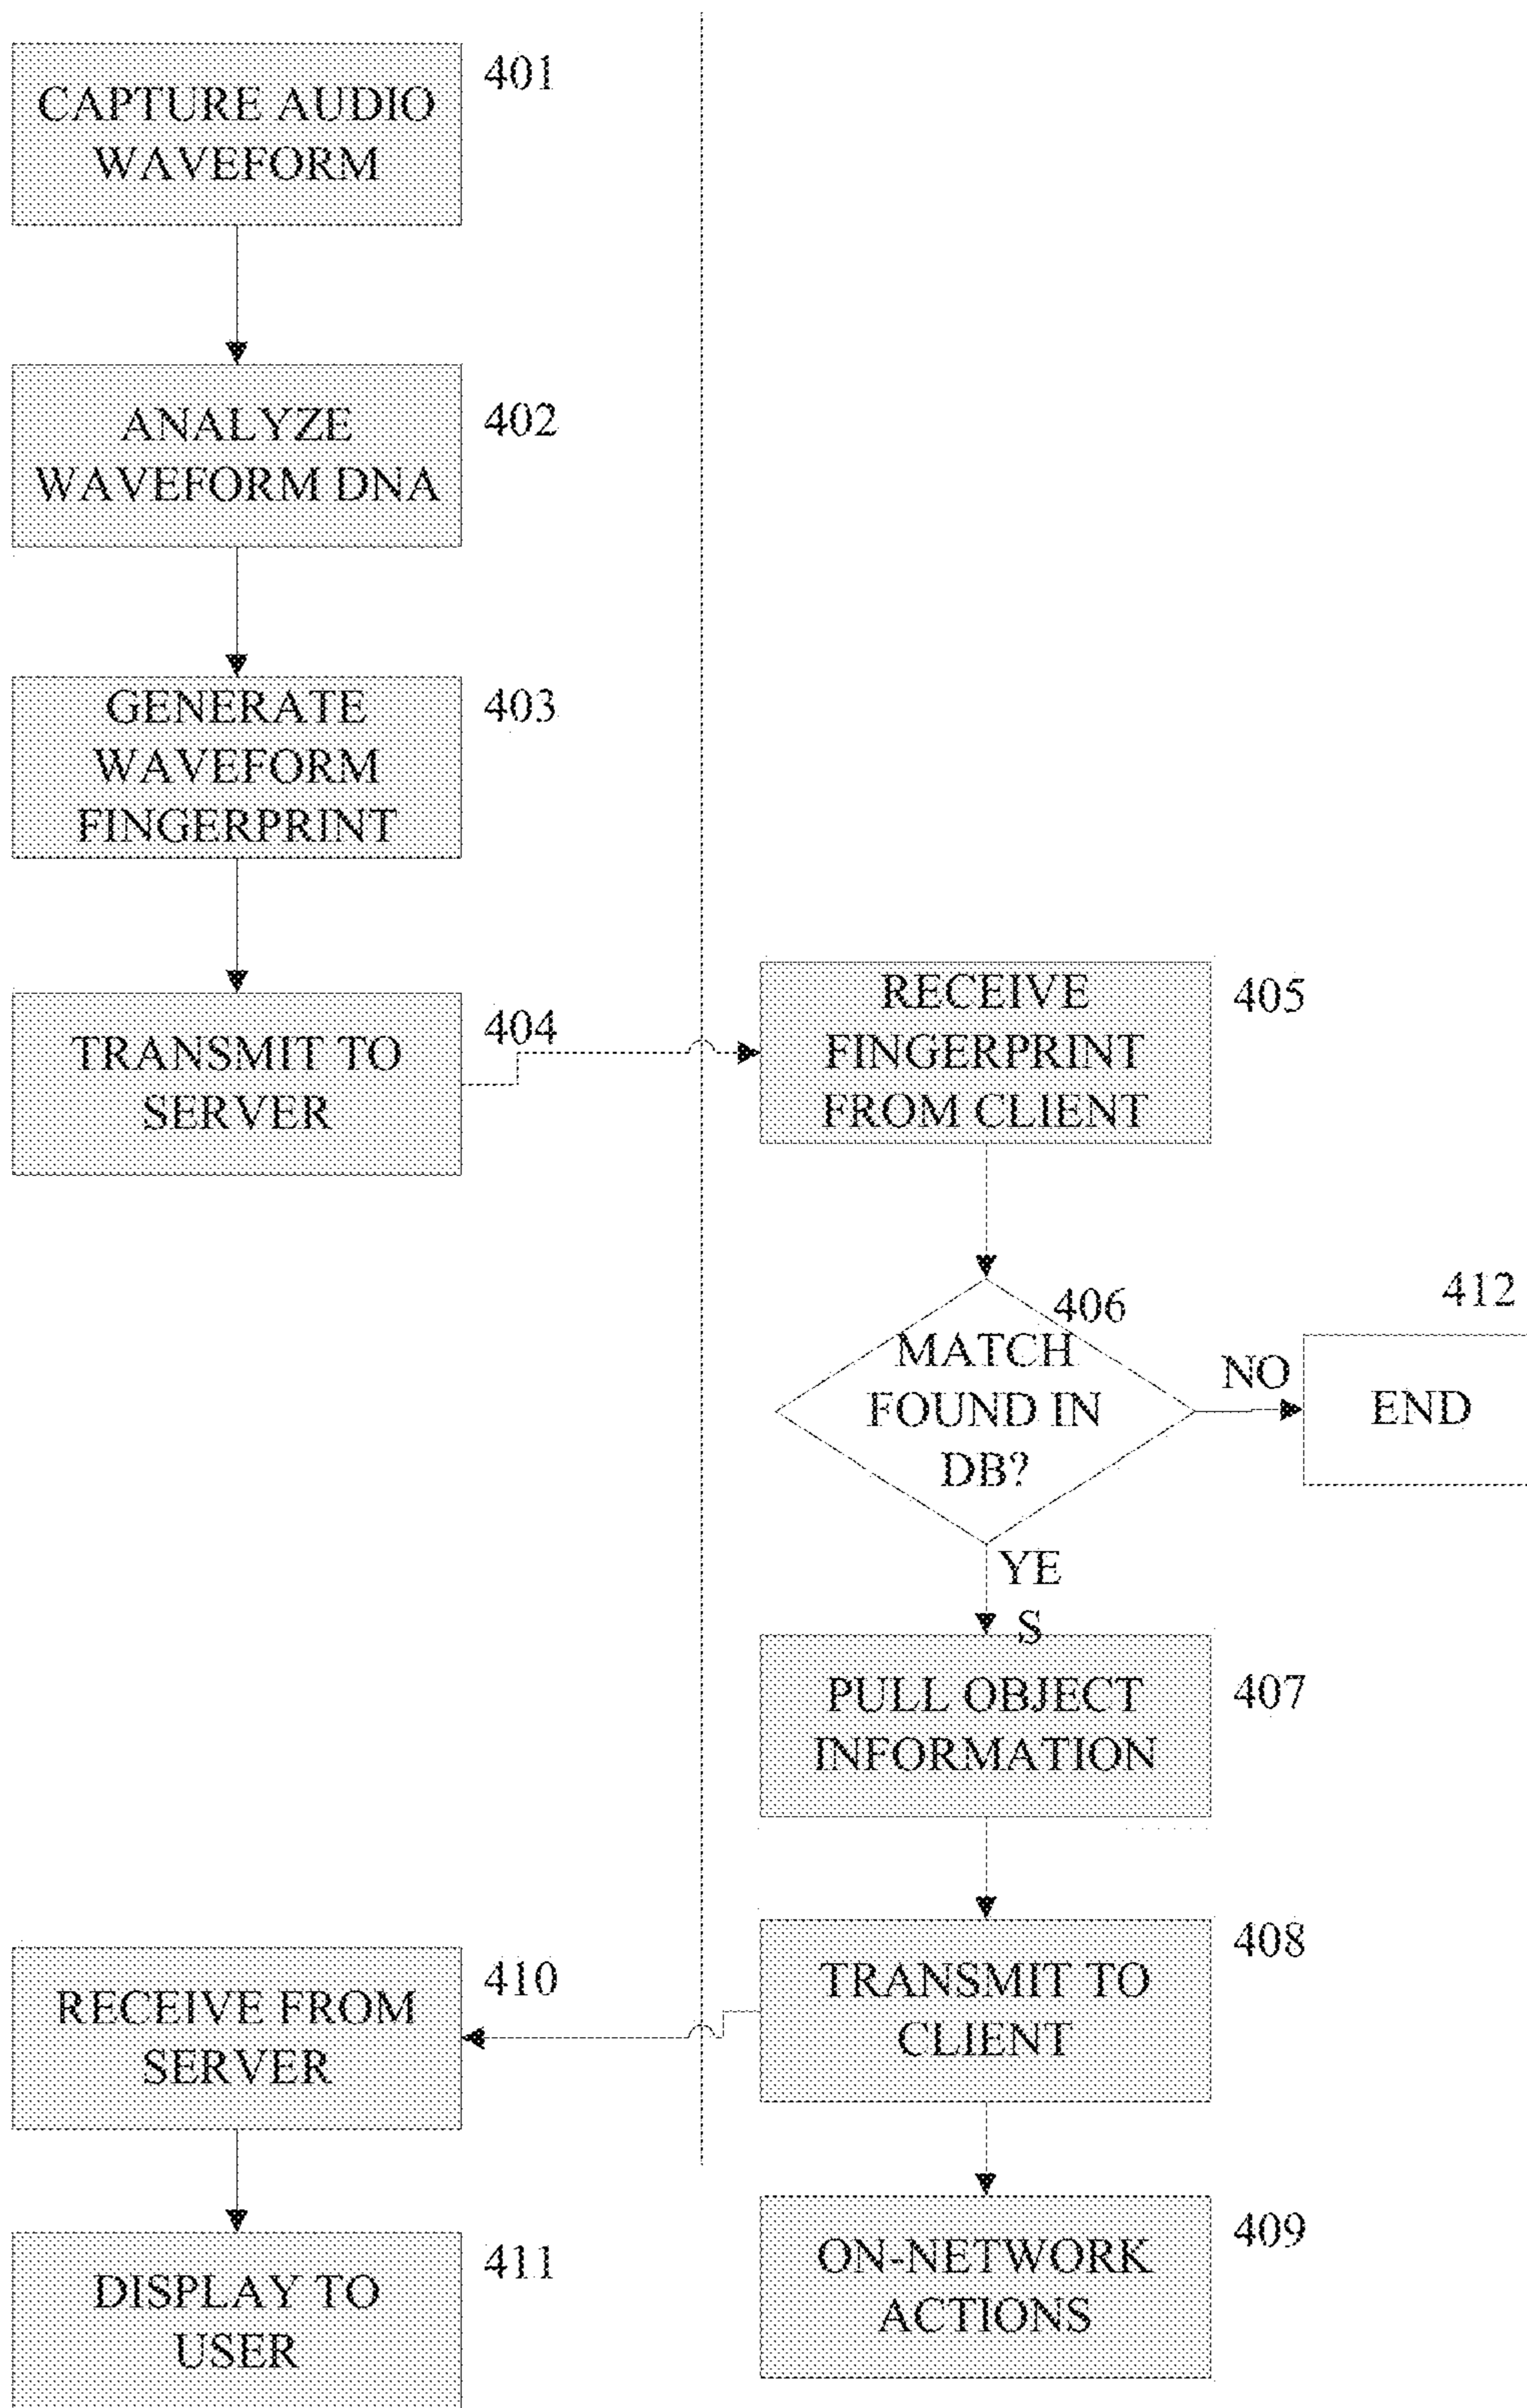 401
CAPTURE AUDIO
WAVEFORM
402
ANALYZE
WAVEFORM DNA
403
GENERATE
WAVEFORM
FINGERPRINT
404
TRANSMIT TO
SERVER
405
RECEIVE
FINGERPRINT
FROM CLIENT
406
MATCH
FOUND IN
DB?
NO
412
END
YE
S
407
PULL OBJECT
INFORMATION
408
TRANSMIT TO
CLIENT
410
RECEIVE FROM
SERVER
409
ON-NETWORK
ACTIONS
411
DISPLAY TO
USER